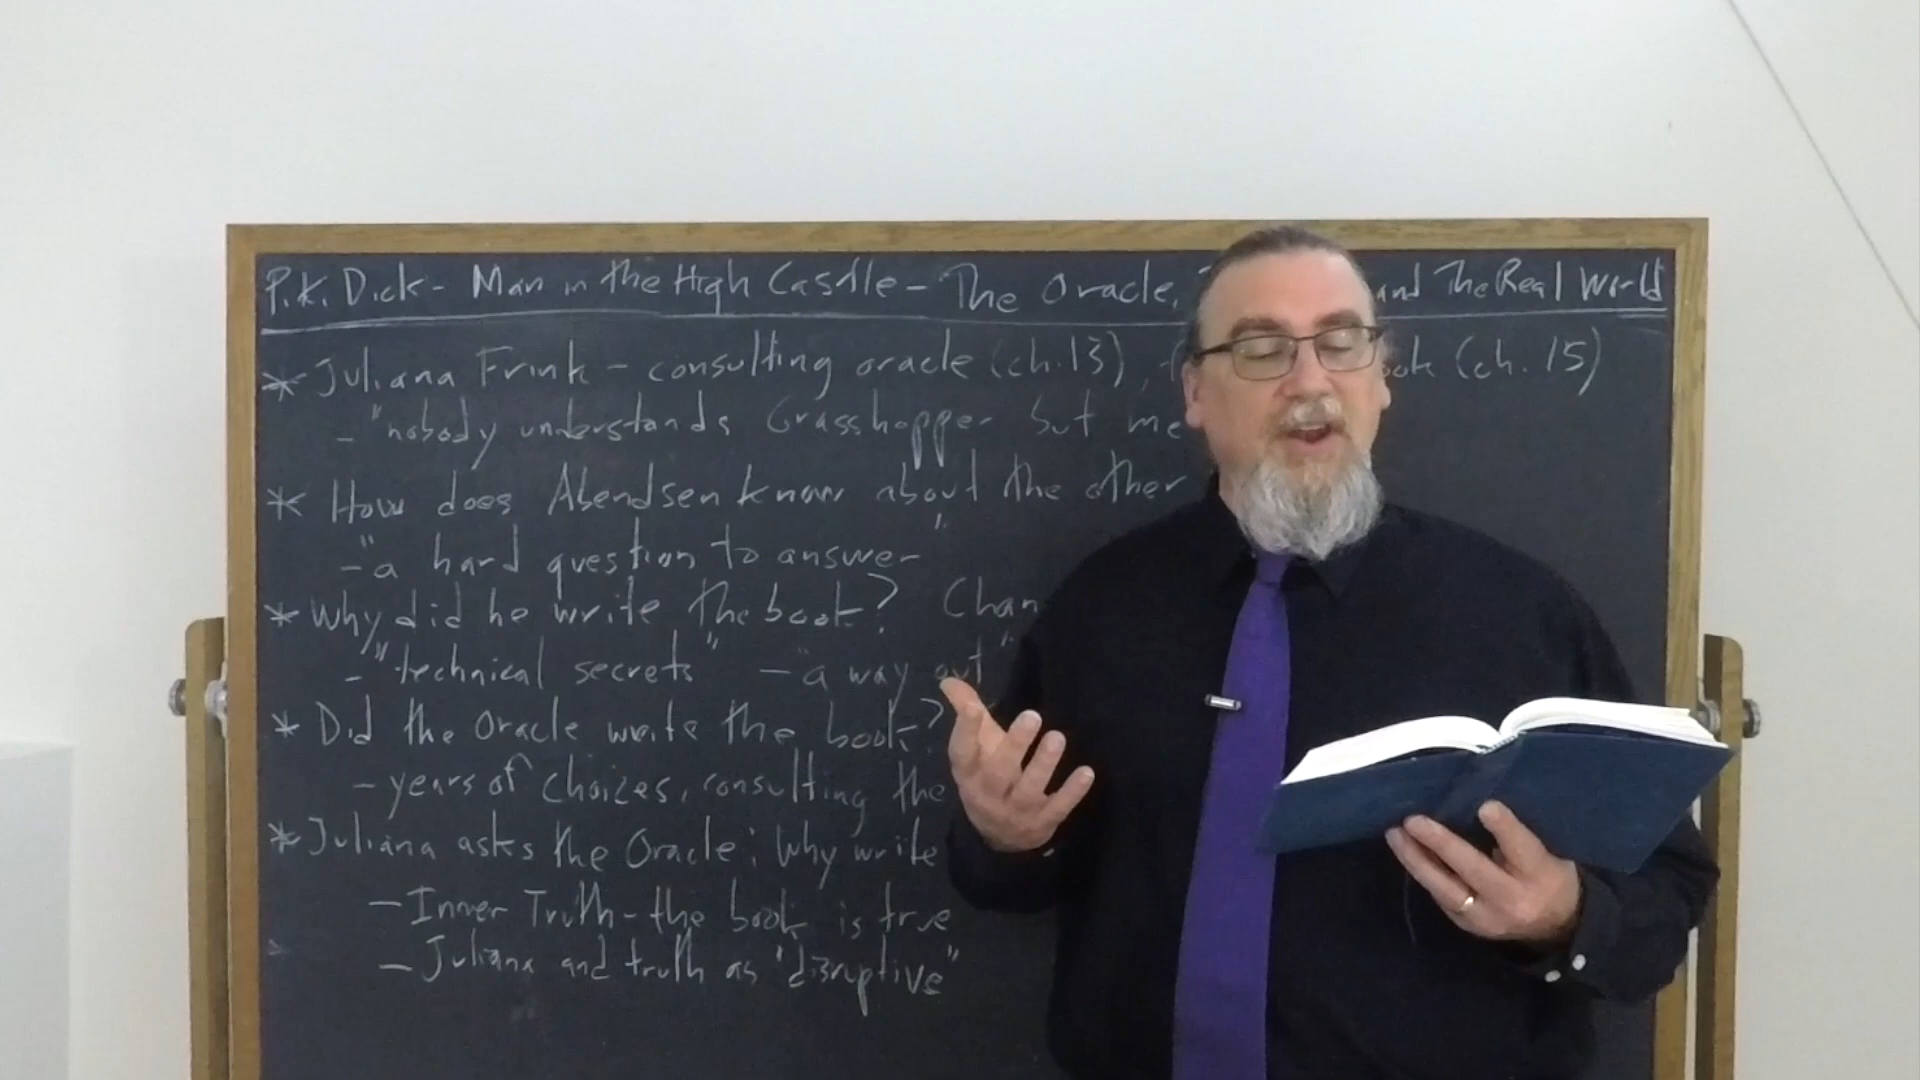 P.K. Dick - Man in the High Castle - The Oracle, and The Real World
* Juliana Frink - consulting oracle (ch.13), (ch. 15)
- "nobody understands Grasshopper but me
* How does Abendsen know about the other
- "a hard question to answer"
* Why did he write the book? Chan
- "technical secrets" - "a way out"
* Did the Oracle write the book?
- years of choices, consulting the
* Juliana asks the Oracle: Why write
- Inner Truth - the book is true
- Juliana and truth as "disruptive"